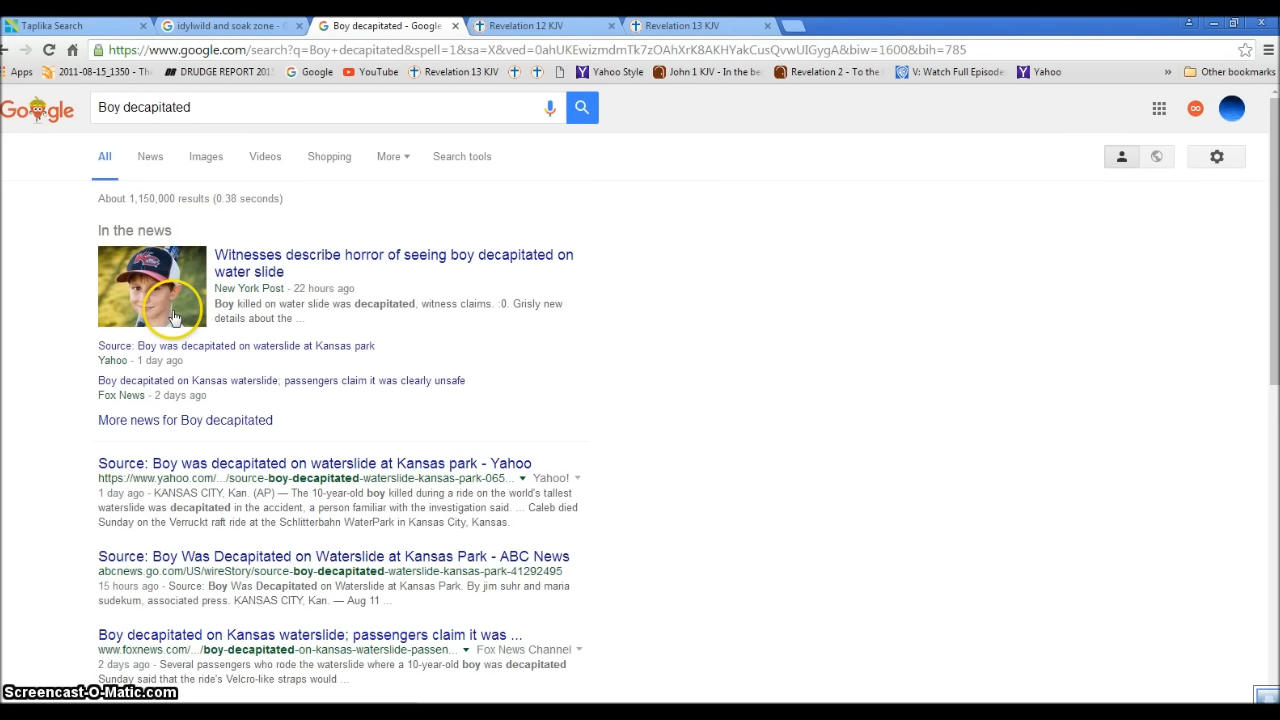 Taplika Search
idylwild and soak zone -
Boy decapitated - Google
Revelation 12 KJV
Revelation 13 KJV
https://www.google.com/search?q=Boy+decapitated&spell=1&sa=X&ved=0ahUKEwizmdmTk7zOAhXrK8AKHYakCusQvwUIGygA&biw=1600&bih=785
Apps 2011-08-15_1350 - Th DRUDGE REPORT 201 Google YouTube Revelation 13 KJV Yahoo Style John 1 KJV - In the be Revelation 2 - To the V: Watch Full Episode Yahoo » Other bookmarks
Google
Boy decapitated
All News Images Videos Shopping More Search tools
About 1,150,000 results (0.38 seconds)
In the news
Witnesses describe horror of seeing boy decapitated on
water slide
New York Post - 22 hours ago
Boy killed on water slide was decapitated, witness claims. :0. Grisly new
details about the ...
Source: Boy was decapitated on waterslide at Kansas park
Yahoo - 1 day ago
Boy decapitated on Kansas waterslide; passengers claim it was clearly unsafe
Fox News - 2 days ago
More news for Boy decapitated
Source: Boy was decapitated on waterslide at Kansas park - Yahoo
https://www.yahoo.com/.../source-boy-decapitated-waterslide-kansas-park-065... Yahoo!
1 day ago - KANSAS CITY, Kan. (AP) — The 10-year-old boy killed during a ride on the world's tallest
waterslide was decapitated in the accident, a person familiar with the investigation said. ... Caleb died
Sunday on the Verruckt raft ride at the Schlitterbahn WaterPark in Kansas City, Kansas.
Source: Boy Was Decapitated on Waterslide at Kansas Park - ABC News
abcnews.go.com/US/wireStory/source-boy-decapitated-waterslide-kansas-park-41292495
15 hours ago - Source: Boy Was Decapitated on Waterslide at Kansas Park. By jim suhr and maria
sudekum, associated press. KANSAS CITY, Kan. — Aug 11 ...
Boy decapitated on Kansas waterslide; passengers claim it was ...
www.foxnews.com/.../boy-decapitated-on-kansas-waterslide-passen... Fox News Channel
2 days ago - Several passengers who rode the waterslide where a 10-year-old boy was decapitated
Sunday said that the ride's Velcro-like straps would ...
Screencast-O-Matic.com